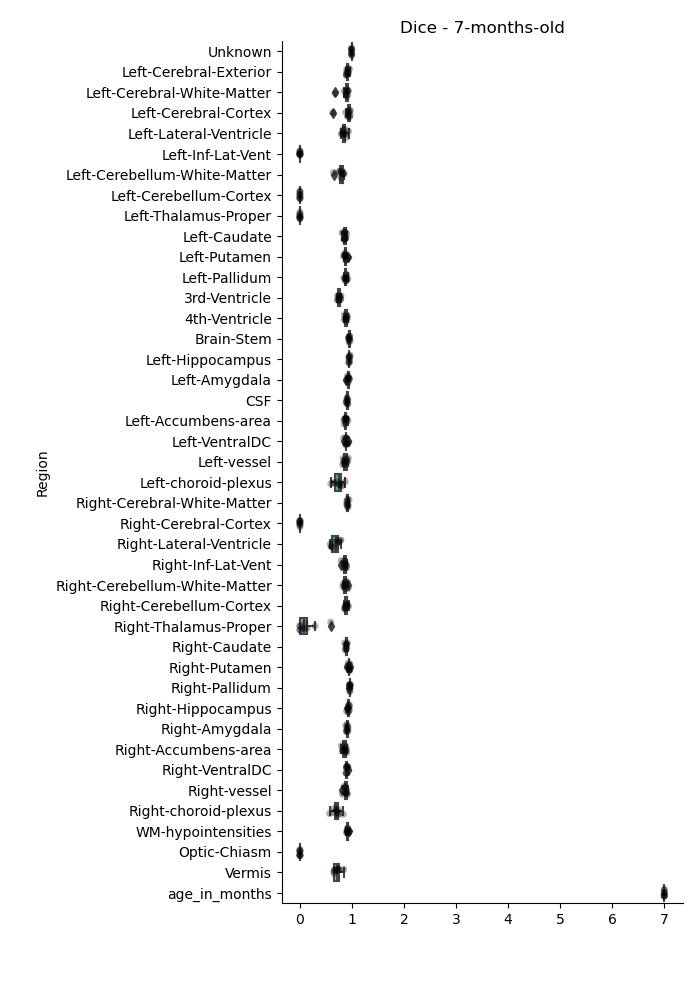 Dice - 7-months-old
Unknown
Left-Cerebral-Exterior
Left-Cerebral-White-Matter
Left-Cerebral-Cortex
Left-Lateral-Ventricle
Left-Inf-Lat-Vent
Left-Cerebellum-White-Matter
Left-Cerebellum-Cortex
Left-Thalamus-Proper
Left-Caudate
Left-Putamen
Left-Pallidum
3rd-Ventricle
4th-Ventricle
Brain-Stem
Left-Hippocampus
Left-Amygdala
CSF
Left-Accumbens-area
Left-VentralDC
Left-vessel
Left-choroid-plexus
Right-Cerebral-White-Matter
Right-Cerebral-Cortex
Right-Lateral-Ventricle
Right-Inf-Lat-Vent
Right-Cerebellum-White-Matter
Right-Cerebellum-Cortex
Right-Thalamus-Proper
Right-Caudate
Right-Putamen
Right-Pallidum
Right-Hippocampus
Right-Amygdala
Right-Accumbens-area
Right-VentralDC
Right-vessel
Right-choroid-plexus
WM-hypointensities
Optic-Chiasm
Vermis
age_in_months
Region
0 1 2 3 4 5 6 7